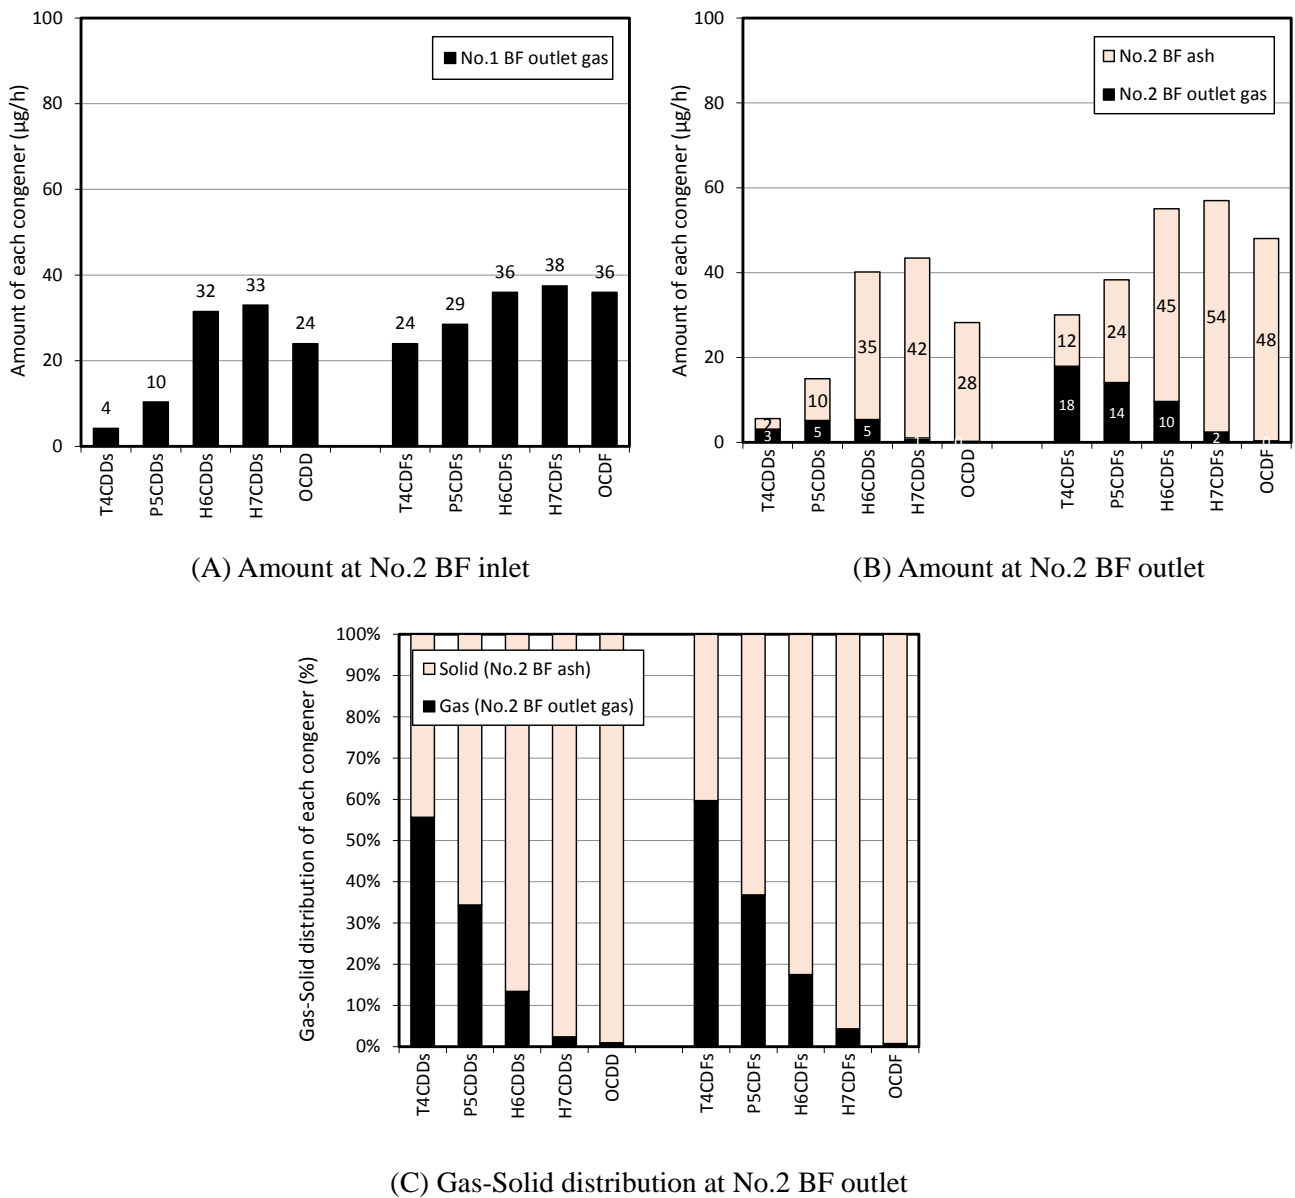 Amount of each congener (µg/h)
100
80
60
40
20
0
No.1 BF outlet gas
4
10
32
33
24
24
29
36
38
36
T4CDDs
P5CDDs
H6CDDs
H7CDDs
OCDD
T4CDFs
P5CDFs
H6CDFs
H7CDFs
OCDF
(A) Amount at No.2 BF inlet
Amount of each congener (µg/h)
100
80
60
40
20
0
No.2 BF ash
No.2 BF outlet gas
2
10
35
42
28
12
24
45
54
48
3
5
5
1
0
18
14
10
2
0
T4CDDs
P5CDDs
H6CDDs
H7CDDs
OCDD
T4CDFs
P5CDFs
H6CDFs
H7CDFs
OCDF
(B) Amount at No.2 BF outlet
Gas-Solid distribution of each congener (%)
100%
90%
80%
70%
60%
50%
40%
30%
20%
10%
0%
Solid (No.2 BF ash)
Gas (No.2 BF outlet gas)
T4CDDs
P5CDDs
H6CDDs
H7CDDs
OCDD
T4CDFs
P5CDFs
H6CDFs
H7CDFs
OCDF
(C) Gas-Solid distribution at No.2 BF outlet